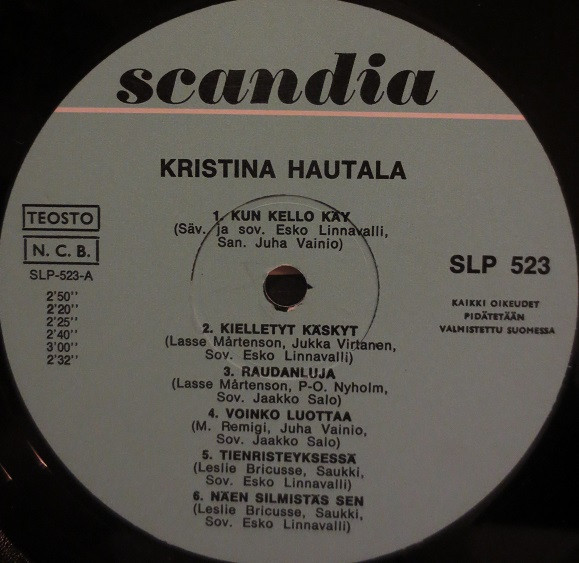 scandia
KRISTINA HAUTALA
1. KUN KELLO KÄY
(Säv. ja sov. Esko Linnavalli,
San. Juha Vainio)
TEOSTO
N. C. B.
SLP-523-A
2'50''
2'20''
2'25''
2'40''
3'00''
2'32''
SLP 523
KAIKKI OIKEUDET
PIDÄTETÄÄN
VALMISTETTU SUOMESSA
2. KIELLETYT KÄSKYT
(Lasse Mårtenson, Jukka Virtanen,
Sov. Esko Linnavalli)
3. RAUDANLUJA
(Lasse Mårtenson, P-O. Nyholm,
Sov. Jaakko Salo)
4. VOINKO LUOTTAA
(M. Remigi, Juha Vainio,
Sov. Jaakko Salo)
5. TIENRISTEYKSESSÄ
(Leslie Bricusse, Saukki,
Sov. Esko Linnavalli)
6. NÄEN SILMISTÄS SEN
(Leslie Bricusse, Saukki,
Sov. Esko Linnavalli)